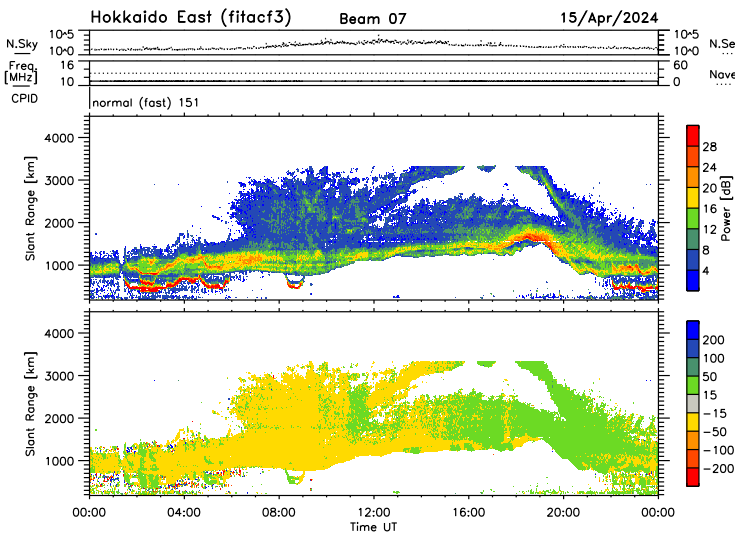 Hokkaido East (fitacf3) Beam 07 15/Apr/2024
N.Sky 10^5 10^0 10^5 10^0 N.Se
Freq. [MHz] 16 10 60 0 Nave
CPID normal (fast) 151
Slant Range [km] 4000 3000 2000 1000
Power [dB] 28 24 20 16 12 8 4
Slant Range [km] 4000 3000 2000 1000
200 100 50 15 -15 -50 -100 -200
00:00 04:00 08:00 12:00 16:00 20:00 00:00
Time UT